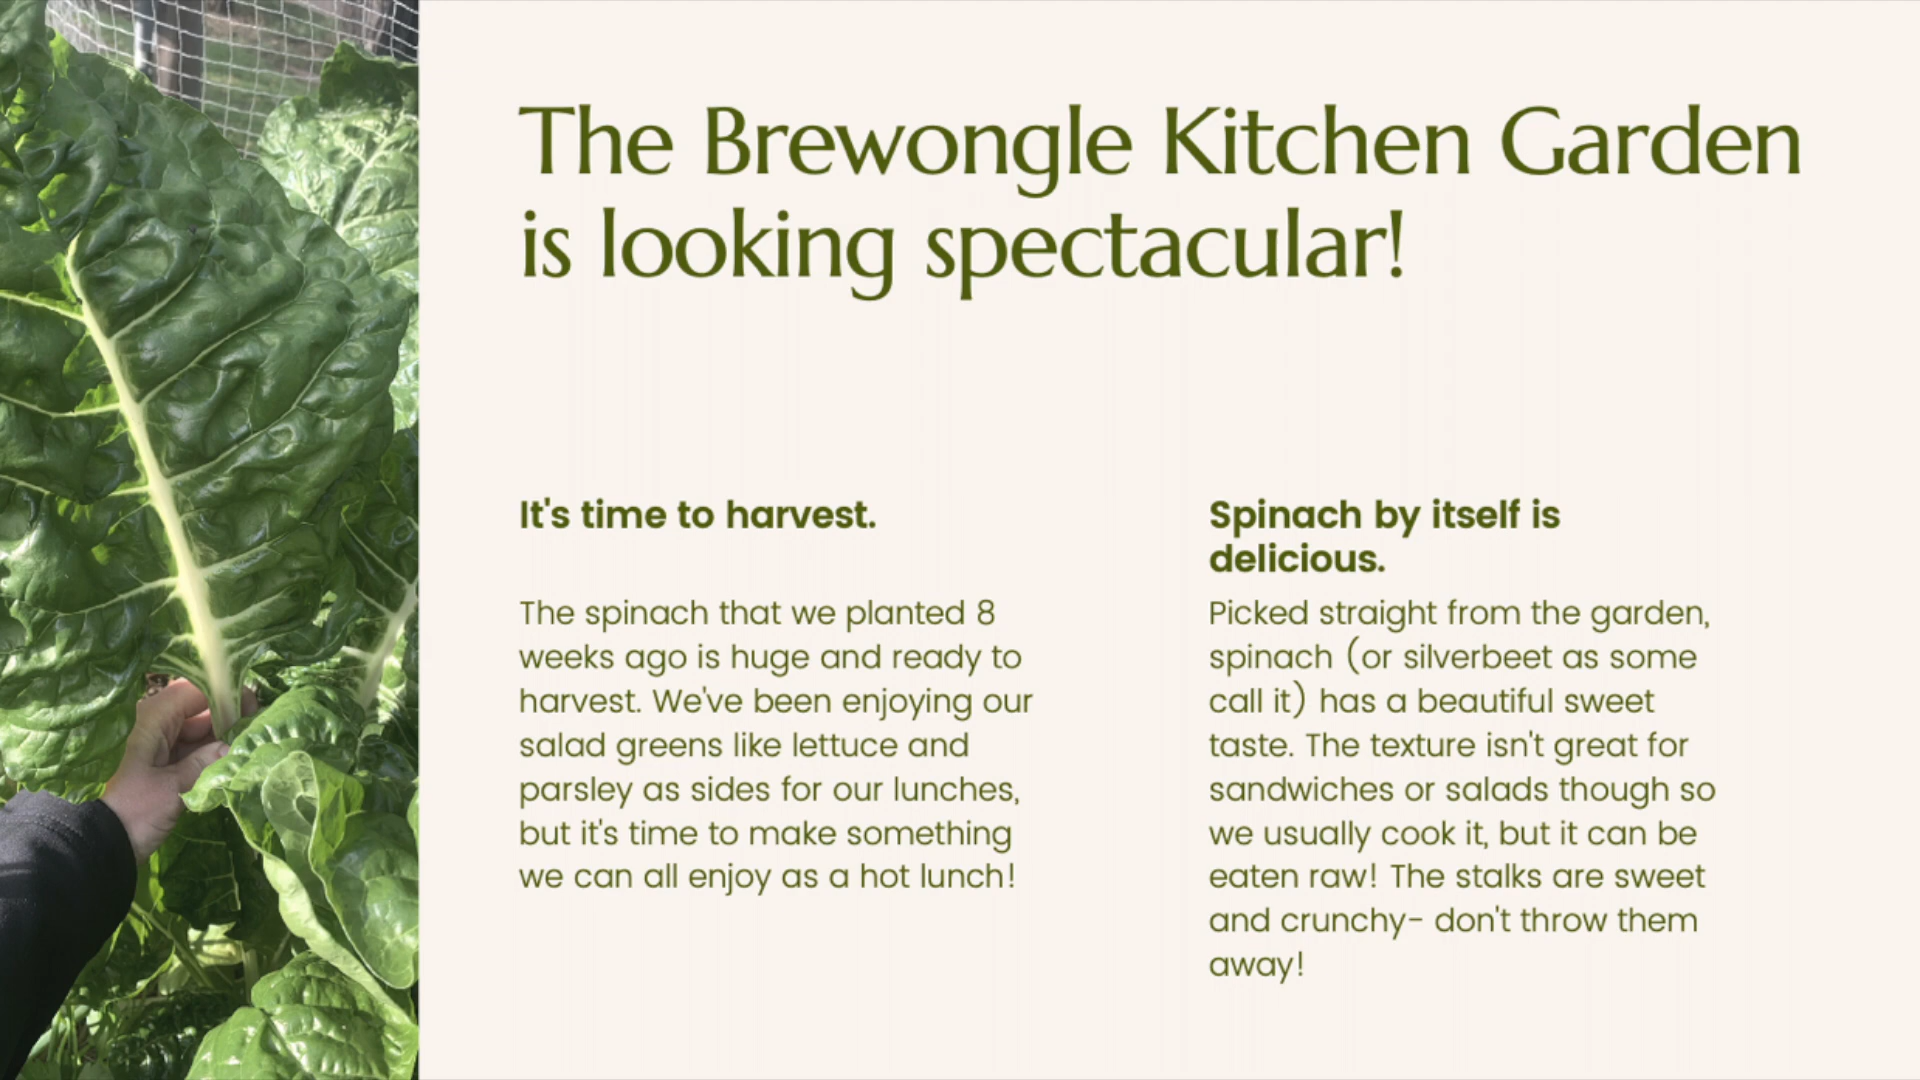 The Brewongle Kitchen Garden
is looking spectacular!
It's time to harvest.
The spinach that we planted 8
weeks ago is huge and ready to
harvest. We've been enjoying our
salad greens like lettuce and
parsley as sides for our lunches,
but it's time to make something
we can all enjoy as a hot lunch!
Spinach by itself is
delicious.
Picked straight from the garden,
spinach (or silverbeet as some
call it) has a beautiful sweet
taste. The texture isn't great for
sandwiches or salads though so
we usually cook it, but it can be
eaten raw! The stalks are sweet
and crunchy- don't throw them
away!